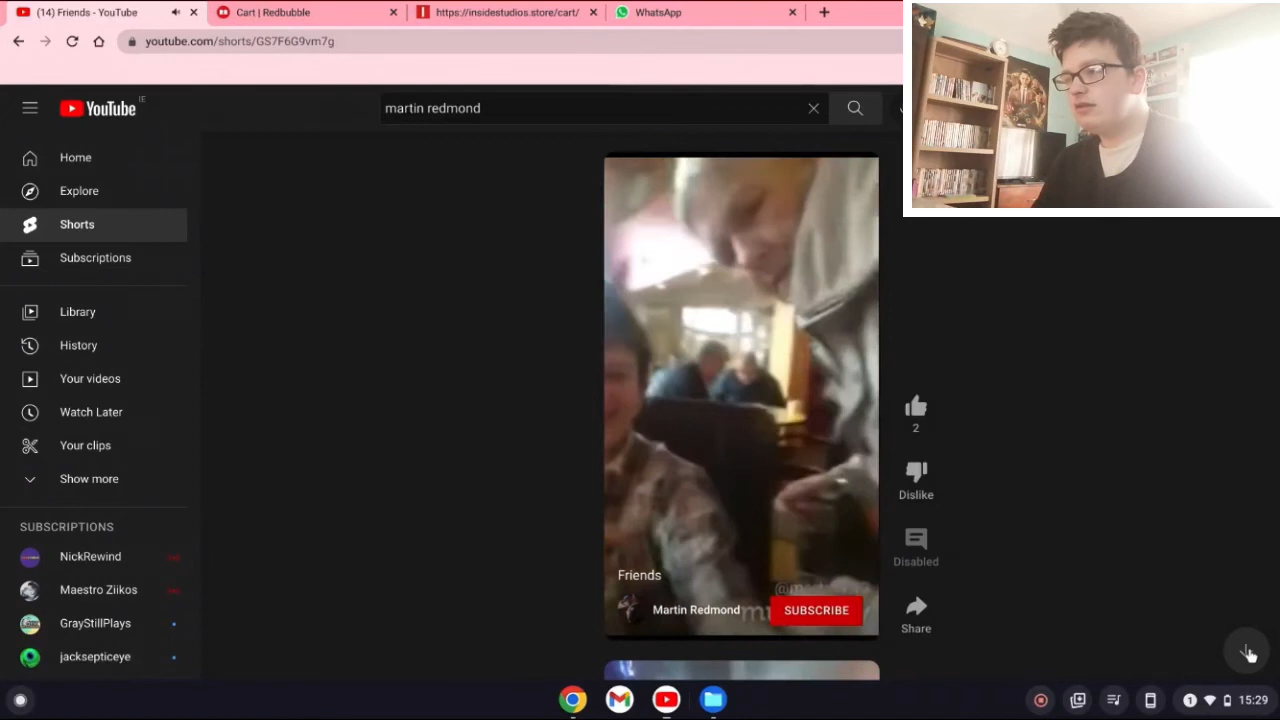 (14) Friends - YouTube
Cart | Redbubble
https://insidestudios.store/cart/
WhatsApp
youtube.com/shorts/GS7F6G9vm7g
YouTube IE
martin redmond
Home
Explore
Shorts
Subscriptions
Library
History
Your videos
Watch Later
Your clips
Show more
SUBSCRIPTIONS
NickRewind
Maestro Ziikos
GrayStillPlays
jacksepticeye
2
Dislike
Disabled
Share
Friends
Martin Redmond
SUBSCRIBE
1
15:29